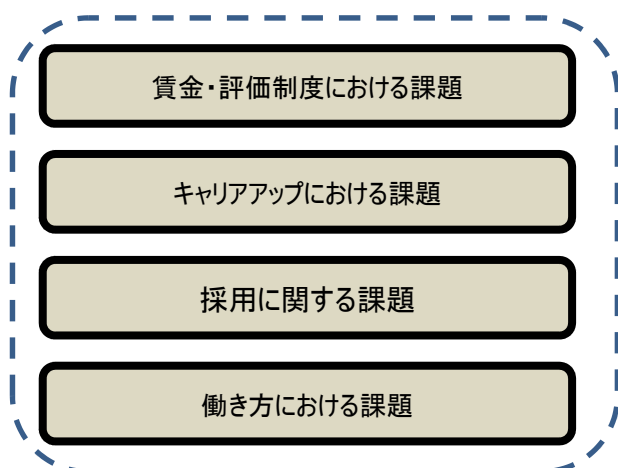 賃金・評価制度における課題
キャリアアップにおける課題
採用に関する課題
働き方における課題